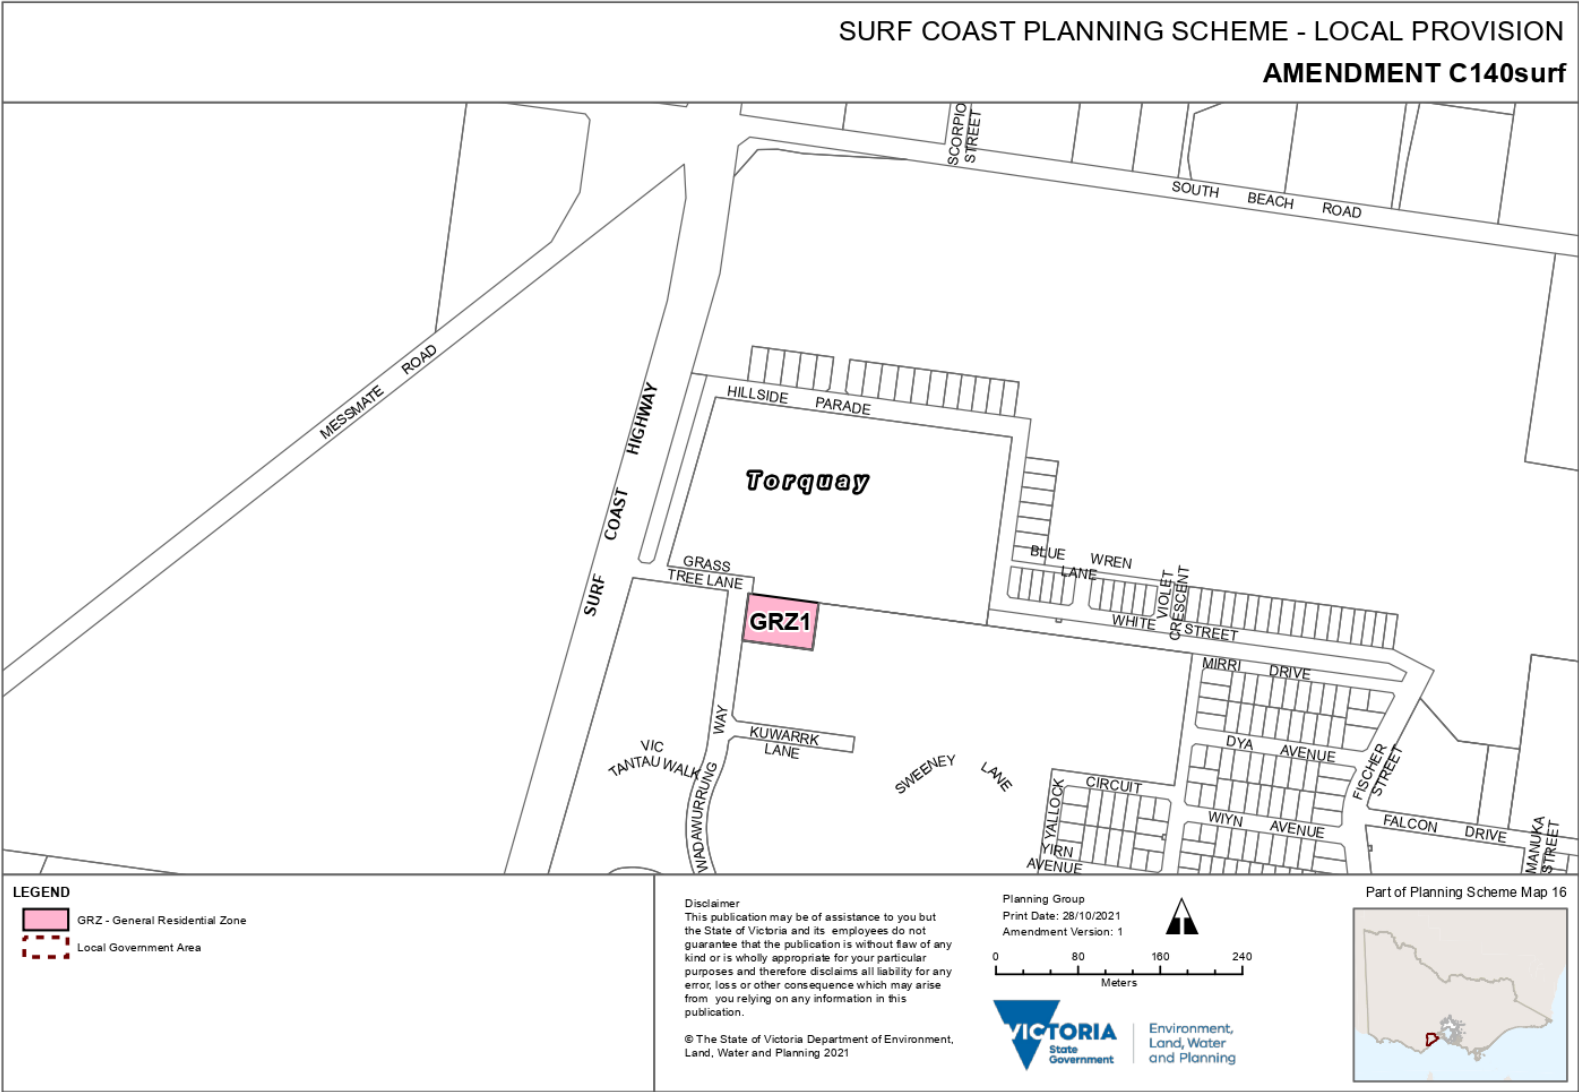 SURF COAST PLANNING SCHEME - LOCAL PROVISION
AMENDMENT C140surf
SCORPIO
STREET
SOUTH BEACH ROAD
MESSMATE ROAD
SURF COAST HIGHWAY
HILLSIDE PARADE
Torquay
GRASS
TREE LANE
GRZ1
BLUE WREN
LANE
VIOLET
CRESCENT
WHITE STREET
MIRRI DRIVE
WADAWURRUNG WAY
KUWARRK
LANE
VIC
TANTAU WALK
SWEENEY LANE
DYA AVENUE
FISCHER
STREET
YALLOCK CIRCUIT
WIYN AVENUE
FALCON DRIVE
MANUKA
STREET
YIRN
AVENUE
LEGEND
GRZ - General Residential Zone
Local Government Area
Disclaimer
This publication may be of assistance to you but
the State of Victoria and its employees do not
guarantee that the publication is without flaw of any
kind or is wholly appropriate for your particular
purposes and therefore disclaims all liability for any
error, loss or other consequence which may arise
from you relying on any information in this
publication.
© The State of Victoria Department of Environment,
Land, Water and Planning 2021
Planning Group
Print Date: 28/10/2021
Amendment Version: 1
0 80 160 240
Meters
VICTORIA
State
Government
Environment,
Land, Water
and Planning
Part of Planning Scheme Map 16